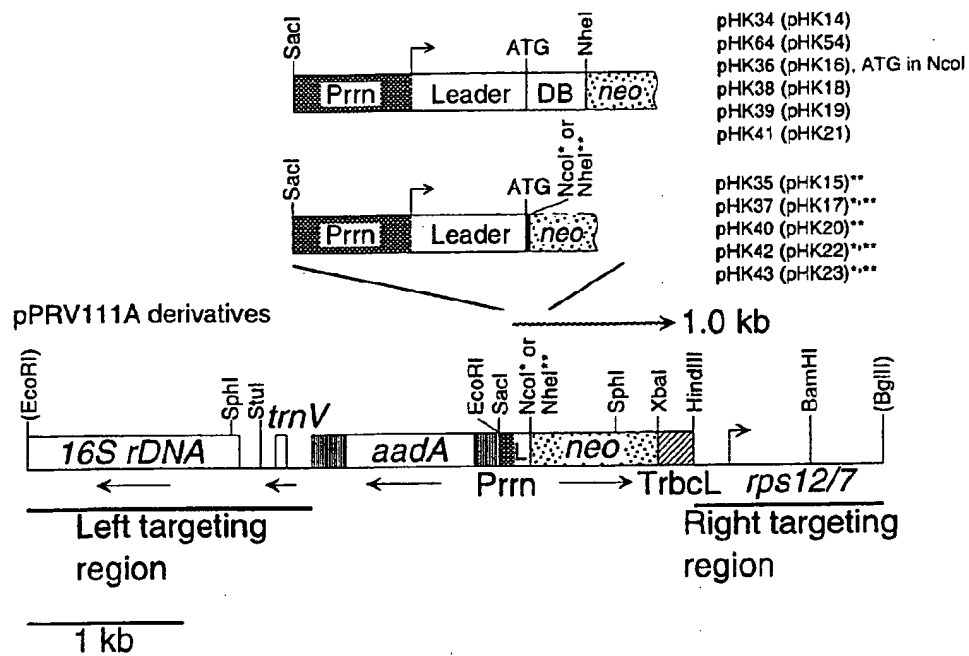 SacI
ATG
NheI
Prrn
Leader
DB
neo
pHK34 (pHK14)
pHK64 (pHK54)
pHK36 (pHK16), ATG in NcoI
pHK38 (pHK18)
pHK39 (pHK19)
pHK41 (pHK21)
SacI
ATG
NcoI* or
NheI**
Prrn
Leader
neo
pHK35 (pHK15)**
pHK37 (pHK17)*,**
pHK40 (pHK20)**
pHK42 (pHK22)*,**
pHK43 (pHK23)*,**
pPRV111A derivatives
1.0 kb
(EcoRI)
SphI
StuI
trnV
EcoRI
SacI
NcoI* or
NheI**
SphI
XbaI
HindIII
BamHI
(BglII)
16S rDNA
aadA
L
neo
Prrn
TrbcL
rps12/7
Left targeting
region
Right targeting
region
1 kb